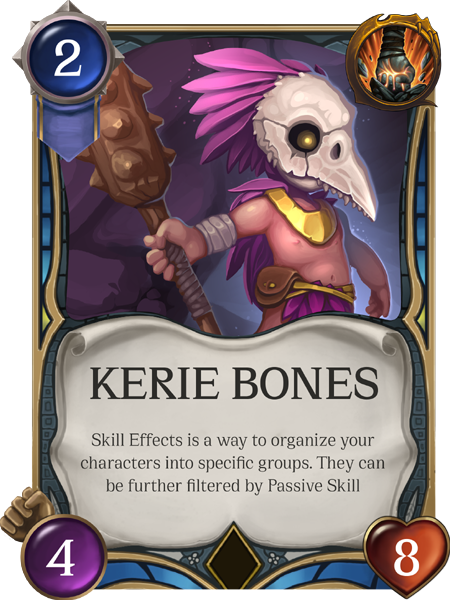 2
KERIE BONES
Skill Effects is a way to organize your
characters into specific groups. They can
be further filtered by Passive Skill
4
8